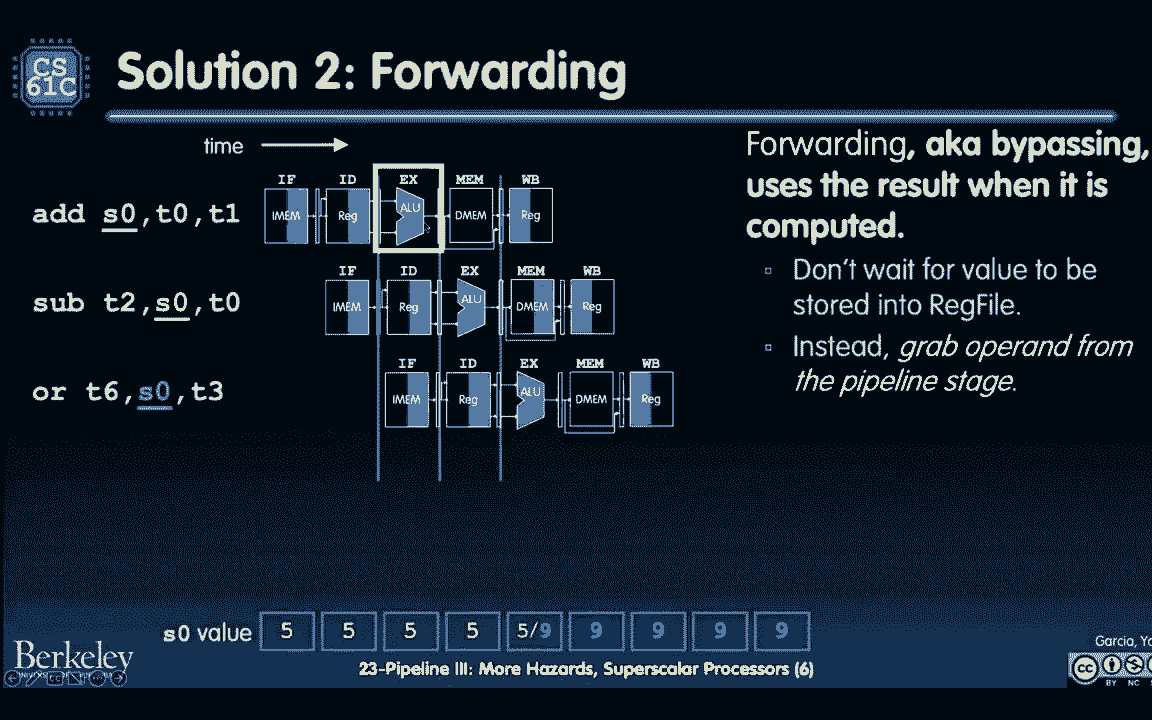 CS
61C
Solution 2: Forwarding
time
IF ID EX MEM WB
add s0,t0,t1
IMEM Reg ALU DMEM Reg
IF ID EX MEM WB
sub t2,s0,t0
IMEM Reg ALU DMEM Reg
IF ID EX MEM WB
or t6,s0,t3
IMEM Reg ALU DMEM Reg
Forwarding, aka bypassing,
uses the result when it is
computed.
Don't wait for value to be
stored into RegFile.
Instead, grab operand from
the pipeline stage.
s0 value 5 5 5 5 5/9 9 9 9 9
Berkeley
23-Pipeline III: More Hazards, Superscalar Processors (6)
Garcia,
cc
BY NC